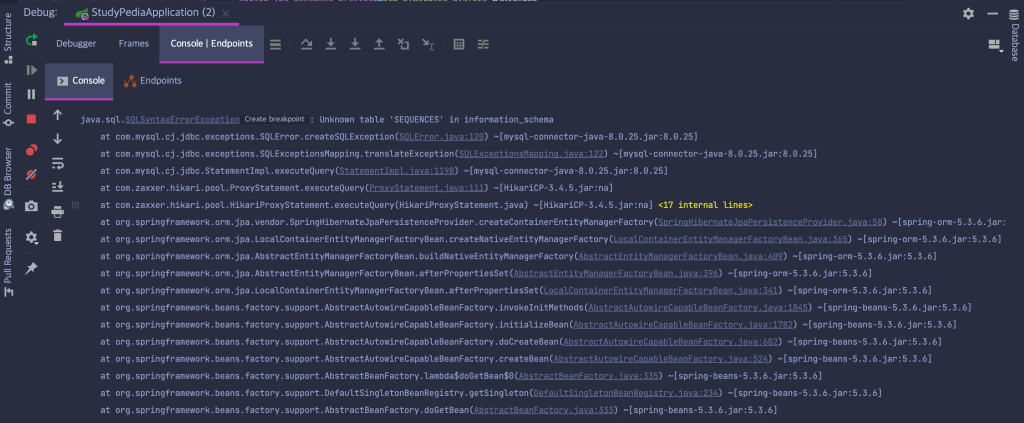 Debug: StudyPediaApplication (2) ×
Debugger Frames Console | Endpoints
Console Endpoints
java.sql.SQLSyntaxErrorException Create breakpoint : Unknown table 'SEQUENCES' in information_schema
at com.mysql.cj.jdbc.exceptions.SQLError.createSQLException(SQLError.java:120) ~[mysql-connector-java-8.0.25.jar:8.0.25]
at com.mysql.cj.jdbc.exceptions.SQLExceptionsMapping.translateException(SQLExceptionsMapping.java:122) ~[mysql-connector-java-8.0.25.jar:8.0.25]
at com.mysql.cj.jdbc.StatementImpl.executeQuery(StatementImpl.java:1198) ~[mysql-connector-java-8.0.25.jar:8.0.25]
at com.zaxxer.hikari.pool.ProxyStatement.executeQuery(ProxyStatement.java:111) ~[HikariCP-3.4.5.jar:na]
at com.zaxxer.hikari.pool.HikariProxyStatement.executeQuery(HikariProxyStatement.java) ~[HikariCP-3.4.5.jar:na] <17 internal lines>
at org.springframework.orm.jpa.vendor.SpringHibernateJpaPersistenceProvider.createContainerEntityManagerFactory(SpringHibernateJpaPersistenceProvider.java:58) ~[spring-orm-5.3.6.jar:
at org.springframework.orm.jpa.LocalContainerEntityManagerFactoryBean.createNativeEntityManagerFactory(LocalContainerEntityManagerFactoryBean.java:365) ~[spring-orm-5.3.6.jar:5.3.6]
at org.springframework.orm.jpa.AbstractEntityManagerFactoryBean.buildNativeEntityManagerFactory(AbstractEntityManagerFactoryBean.java:409) ~[spring-orm-5.3.6.jar:5.3.6]
at org.springframework.orm.jpa.AbstractEntityManagerFactoryBean.afterPropertiesSet(AbstractEntityManagerFactoryBean.java:396) ~[spring-orm-5.3.6.jar:5.3.6]
at org.springframework.orm.jpa.LocalContainerEntityManagerFactoryBean.afterPropertiesSet(LocalContainerEntityManagerFactoryBean.java:341) ~[spring-orm-5.3.6.jar:5.3.6]
at org.springframework.beans.factory.support.AbstractAutowireCapableBeanFactory.invokeInitMethods(AbstractAutowireCapableBeanFactory.java:1845) ~[spring-beans-5.3.6.jar:5.3.6]
at org.springframework.beans.factory.support.AbstractAutowireCapableBeanFactory.initializeBean(AbstractAutowireCapableBeanFactory.java:1782) ~[spring-beans-5.3.6.jar:5.3.6]
at org.springframework.beans.factory.support.AbstractAutowireCapableBeanFactory.doCreateBean(AbstractAutowireCapableBeanFactory.java:602) ~[spring-beans-5.3.6.jar:5.3.6]
at org.springframework.beans.factory.support.AbstractAutowireCapableBeanFactory.createBean(AbstractAutowireCapableBeanFactory.java:524) ~[spring-beans-5.3.6.jar:5.3.6]
at org.springframework.beans.factory.support.AbstractBeanFactory.lambda$doGetBean$0(AbstractBeanFactory.java:335) ~[spring-beans-5.3.6.jar:5.3.6]
at org.springframework.beans.factory.support.DefaultSingletonBeanRegistry.getSingleton(DefaultSingletonBeanRegistry.java:234) ~[spring-beans-5.3.6.jar:5.3.6]
at org.springframework.beans.factory.support.AbstractBeanFactory.doGetBean(AbstractBeanFactory.java:333) ~[spring-beans-5.3.6.jar:5.3.6]
Structure
Commit
DB Browser
Pull Requests
Database